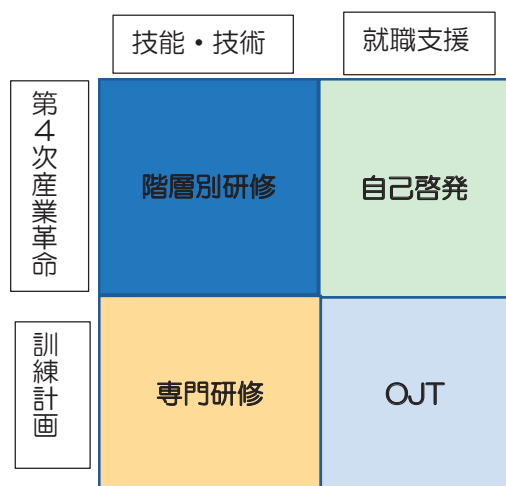 技能・技術
就職支援
第4次産業革命
階層別研修
自己啓発
訓練計画
専門研修
OJT